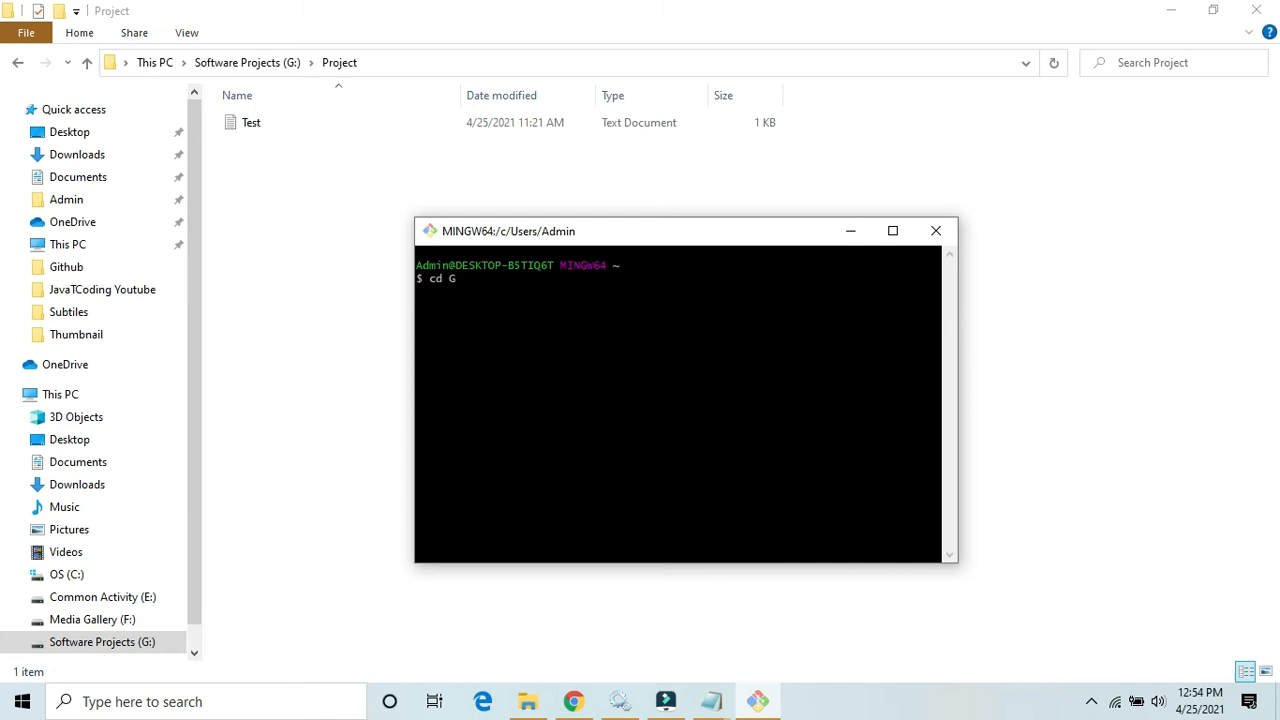 Project
File Home Share View
This PC Software Projects (G:) Project
Search Project
Name Date modified Type Size
Test 4/25/2021 11:21 AM Text Document 1 KB
Quick access
Desktop
Downloads
Documents
Admin
OneDrive
This PC
Github
JavaTCoding Youtube
Subtiles
Thumbnail
OneDrive
This PC
3D Objects
Desktop
Documents
Downloads
Music
Pictures
Videos
OS (C:)
Common Activity (E:)
Media Gallery (F:)
Software Projects (G:)
MINGW64:/c/Users/Admin
Admin@DESKTOP-B5TIQ6T MINGW64 ~
$ cd G
1 item
Type here to search
12:54 PM
4/25/2021